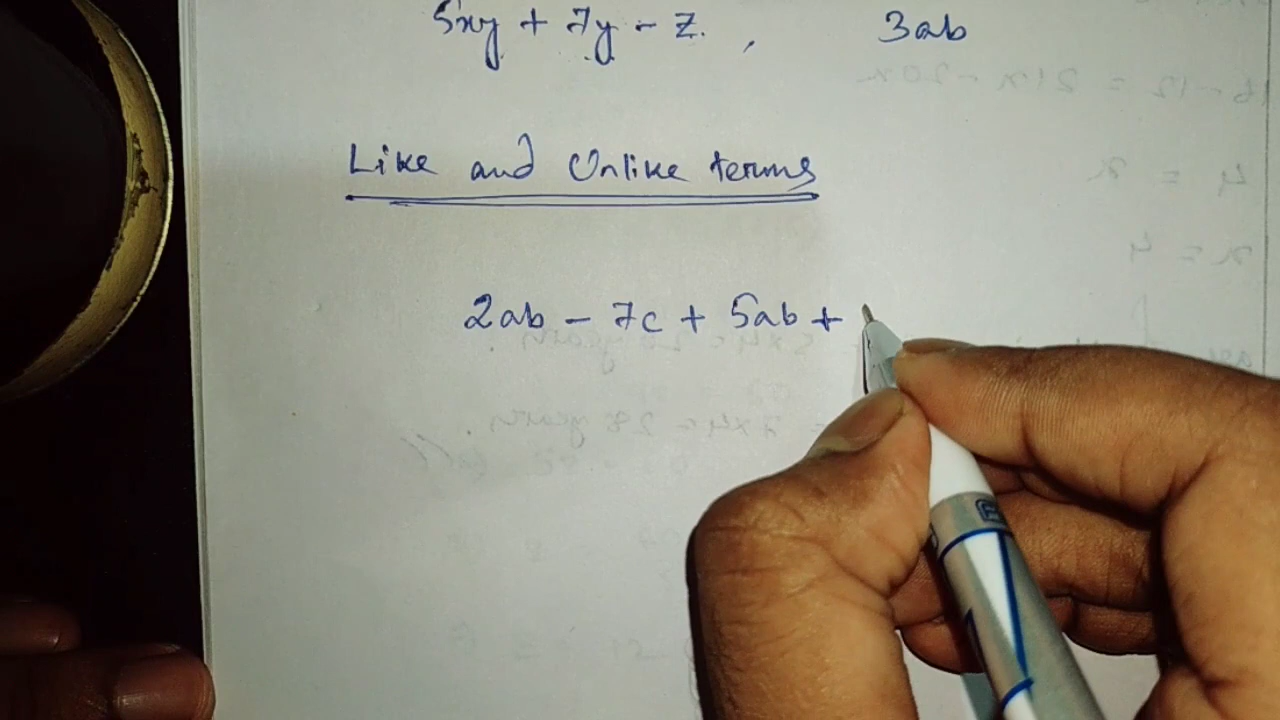 5xy + 7y - z. , 3ab
Like and Unlike terms
2ab - 7c + 5ab +